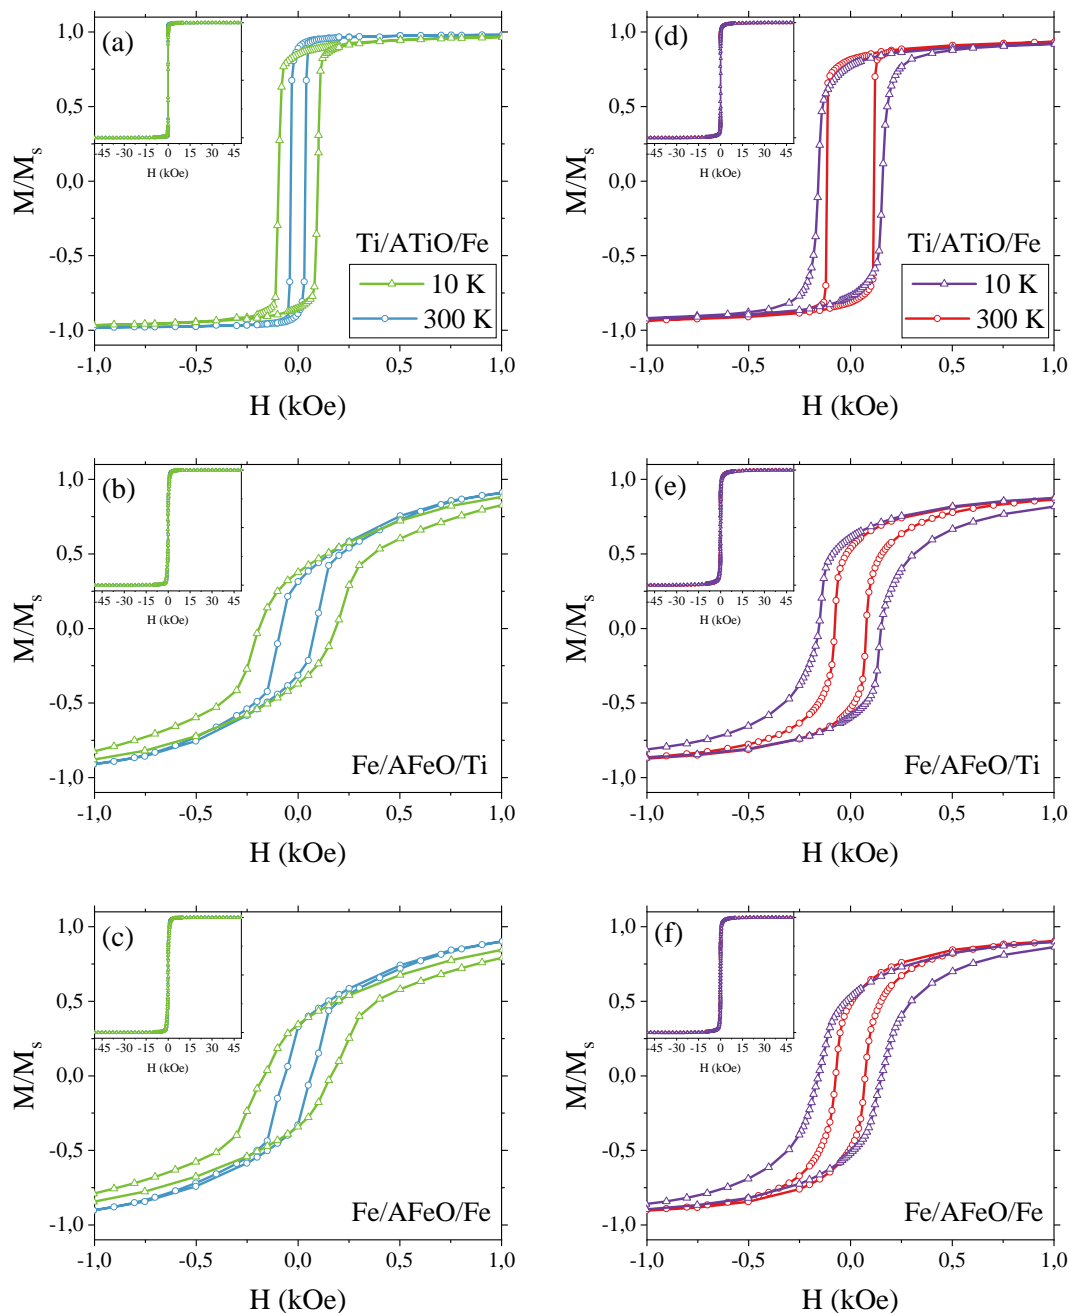 (a)
1,0
0,5
0,0
-0,5
-1,0
M/Ms
-45 -30 -15 0 15 30 45
H (kOe)
Ti/ATiO/Fe
10 K
300 K
-1,0 -0,5 0,0 0,5 1,0
H (kOe)
(d)
1,0
0,5
0,0
-0,5
-1,0
M/Ms
-45 -30 -15 0 15 30 45
H (kOe)
Ti/ATiO/Fe
10 K
300 K
-1,0 -0,5 0,0 0,5 1,0
H (kOe)
(b)
1,0
0,5
0,0
-0,5
-1,0
M/Ms
-45 -30 -15 0 15 30 45
H (kOe)
Fe/AFeO/Ti
-1,0 -0,5 0,0 0,5 1,0
H (kOe)
(e)
1,0
0,5
0,0
-0,5
-1,0
M/Ms
-45 -30 -15 0 15 30 45
H (kOe)
Fe/AFeO/Ti
-1,0 -0,5 0,0 0,5 1,0
H (kOe)
(c)
1,0
0,5
0,0
-0,5
-1,0
M/Ms
-45 -30 -15 0 15 30 45
H (kOe)
Fe/AFeO/Fe
-1,0 -0,5 0,0 0,5 1,0
H (kOe)
(f)
1,0
0,5
0,0
-0,5
-1,0
M/Ms
-45 -30 -15 0 15 30 45
H (kOe)
Fe/AFeO/Fe
-1,0 -0,5 0,0 0,5 1,0
H (kOe)